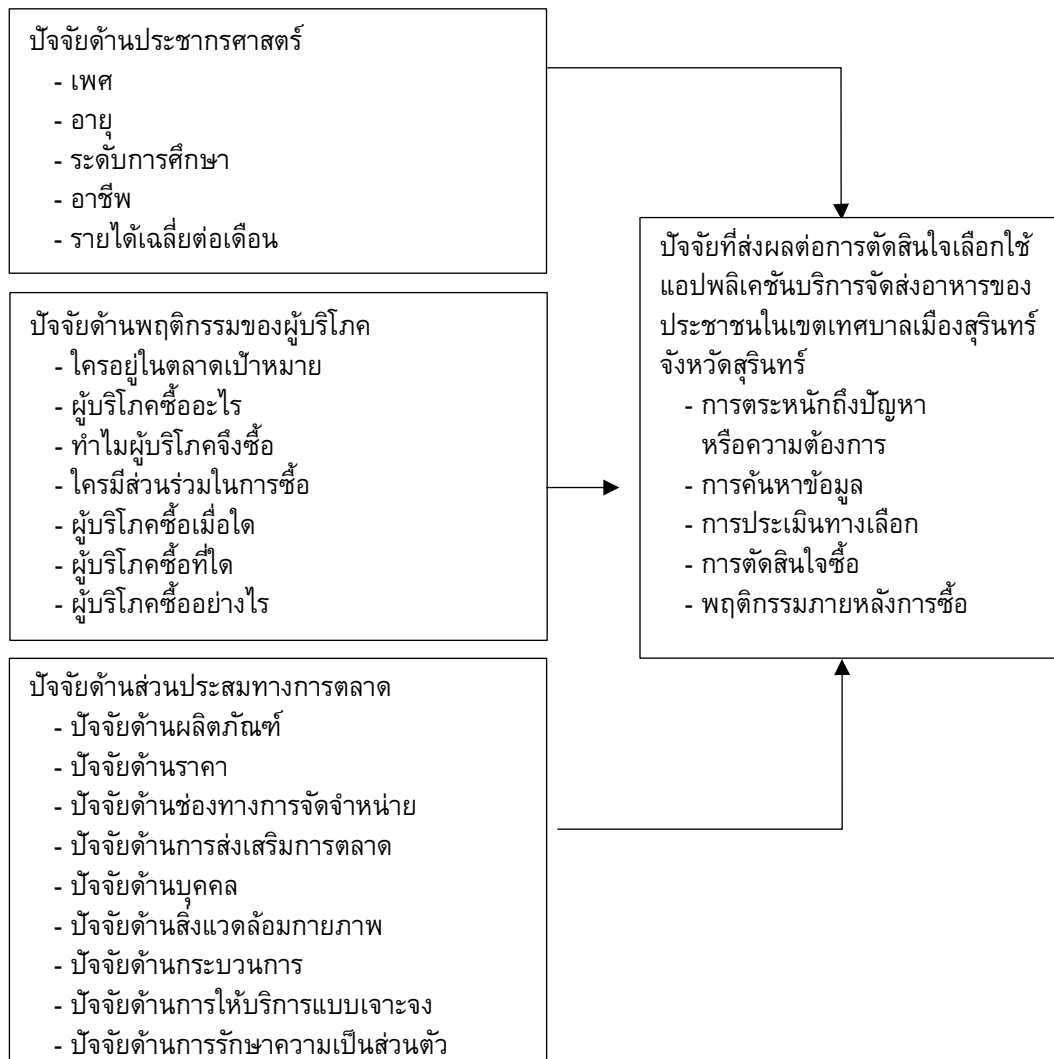 ปัจจัยด้านประชากรศาสตร์
- เพศ
- อายุ
- ระดับการศึกษา
- อาชีพ
- รายได้เฉลี่ยต่อเดือน
ปัจจัยด้านพฤติกรรมของผู้บริโภค
- ใครอยู่ในตลาดเป้าหมาย
- ผู้บริโภคซื้ออะไร
- ทำไมผู้บริโภคจึงซื้อ
- ใครมีส่วนร่วมในการซื้อ
- ผู้บริโภคซื้อเมื่อใด
- ผู้บริโภคซื้อที่ใด
- ผู้บริโภคซื้ออย่างไร
ปัจจัยด้านส่วนประสมทางการตลาด
- ปัจจัยด้านผลิตภัณฑ์
- ปัจจัยด้านราคา
- ปัจจัยด้านช่องทางการจัดจำหน่าย
- ปัจจัยด้านการส่งเสริมการตลาด
- ปัจจัยด้านบุคคล
- ปัจจัยด้านสิ่งแวดล้อมกายภาพ
- ปัจจัยด้านกระบวนการ
- ปัจจัยด้านการให้บริการแบบเจาะจง
- ปัจจัยด้านการรักษาความเป็นส่วนตัว
ปัจจัยที่ส่งผลต่อการตัดสินใจเลือกใช้
แอปพลิเคชันบริการจัดส่งอาหารของ
ประชาชนในเขตเทศบาลเมืองสุรินทร์
จังหวัดสุรินทร์
- การตระหนักถึงปัญหา
หรือความต้องการ
- การค้นหาข้อมูล
- การประเมินทางเลือก
- การตัดสินใจซื้อ
- พฤติกรรมภายหลังการซื้อ